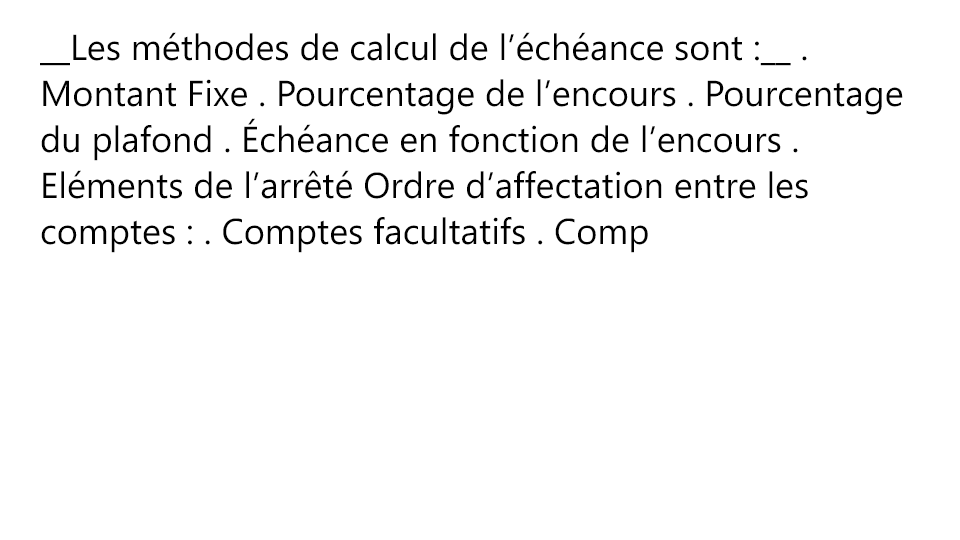 __Les méthodes de calcul de l’échéance sont :__ .
Montant Fixe . Pourcentage de l’encours . Pourcentage
du plafond . Échéance en fonction de l’encours .
Eléments de l’arrêté Ordre d’affectation entre les
comptes : . Comptes facultatifs . Comp